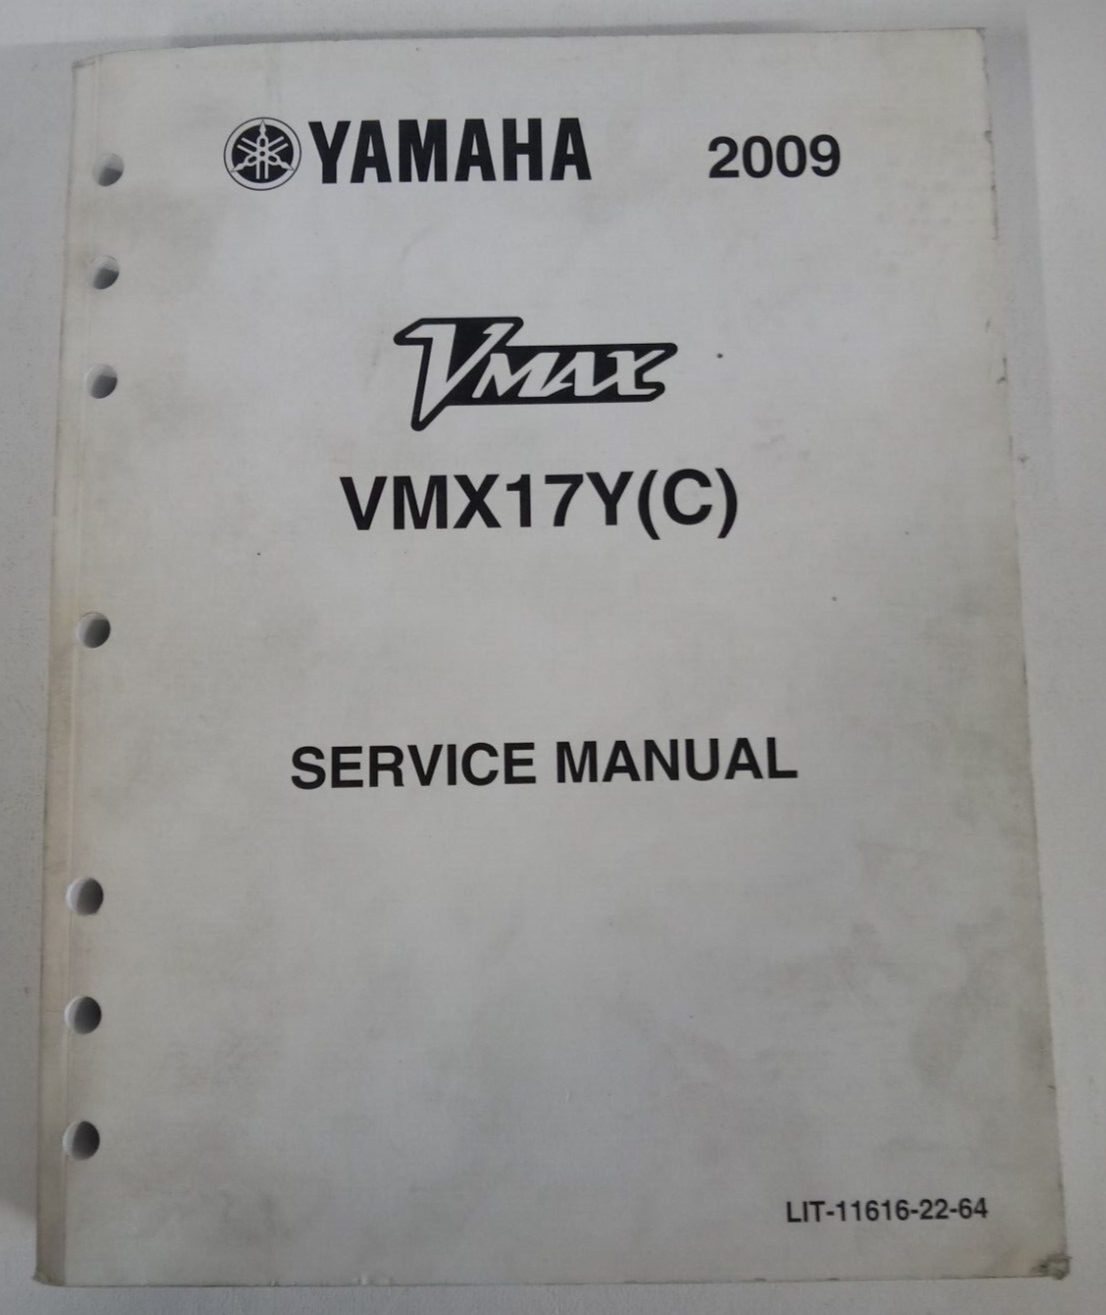 YAMAHA 2009
VMAX
VMX17Y(C)
SERVICE MANUAL
LIT-11616-22-64